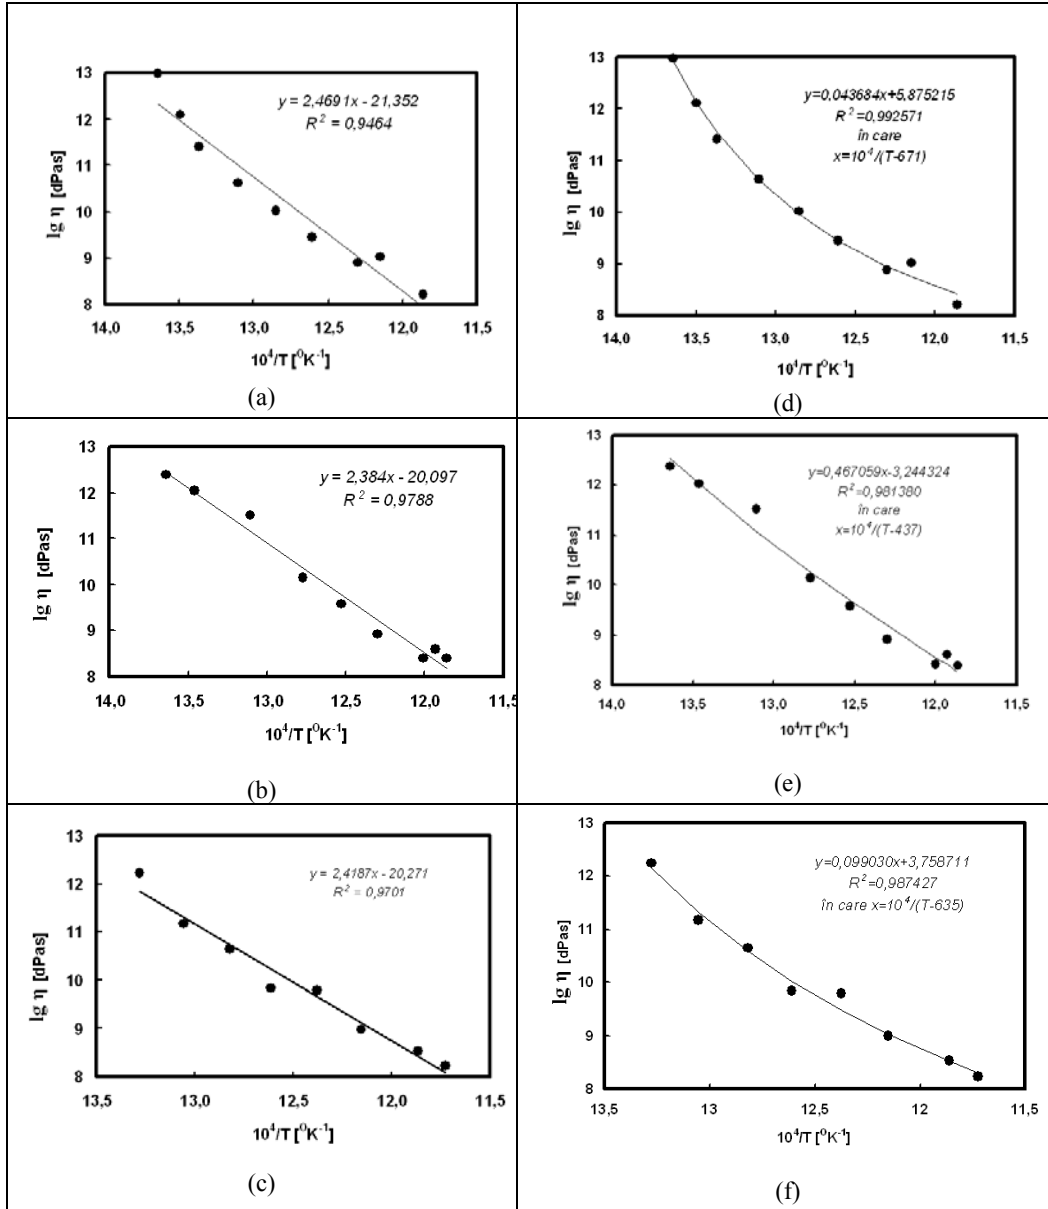 13
12
11
10
9
8
14,0 13,5 13,0 12,5 12,0 11,5
lg η [dPas]
10⁴/T [⁰K⁻¹]
y = 2,4691x - 21,352
R² = 0,9464
(a)
13
12
11
10
9
8
14,0 13,5 13,0 12,5 12,0 11,5
lg η [dPas]
10⁴/T [⁰K⁻¹]
y=0,043684x+5,875215
R²=0,992571
în care
x=10⁴/(T-671)
(d)
13
12
11
10
9
8
14,0 13,5 13,0 12,5 12,0 11,5
lg η [dPas]
10⁴/T [⁰K⁻¹]
y = 2,384x - 20,097
R² = 0,9788
(b)
13
12
11
10
9
8
14,0 13,5 13,0 12,5 12,0 11,5
lg η [dPas]
10⁴/T [⁰K⁻¹]
y=0,467059x-3,244324
R²=0,981380
în care
x=10⁴/(T-437)
(e)
13
12
11
10
9
8
13,5 13,0 12,5 12,0 11,5
lg η [dPas]
10⁴/T [⁰K⁻¹]
y = 2,4187x - 20,271
R² = 0,9701
(c)
13
12
11
10
9
8
13,5 13 12,5 12 11,5
lg η [dPas]
10⁴/T [⁰K⁻¹]
y=0,099030x+3,758711
R²=0,987427
în care x=10⁴/(T-635)
(f)